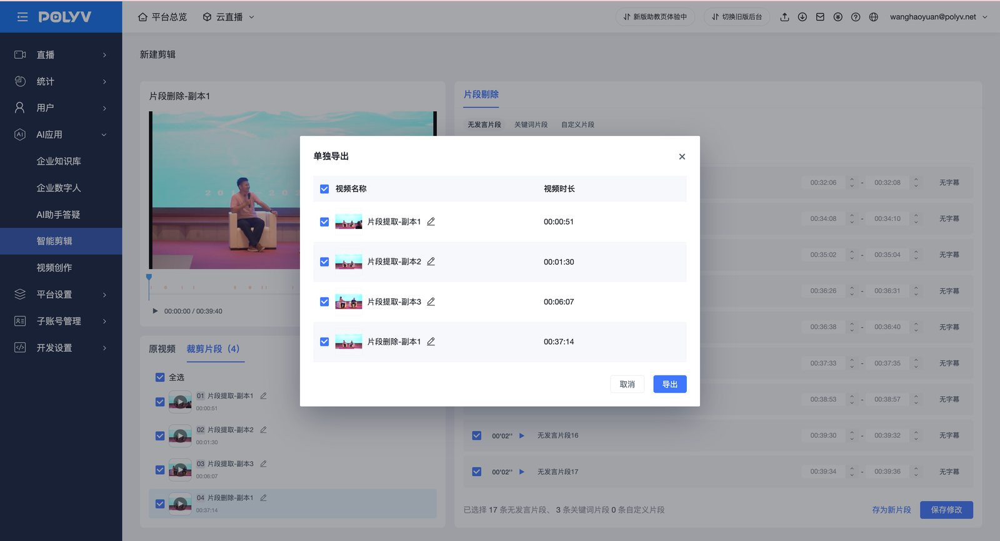 POLYV
平台总览
云直播
新版助教页体验中
切换旧版后台
wanghaoyuan@polyv.net
直播
统计
用户
AI应用
企业知识库
企业数字人
AI助手答疑
智能剪辑
视频创作
平台设置
子账号管理
开发设置
新建剪辑
片段删除-副本1
00:00:00 / 00:39:40
原视频
裁剪片段（4）
全选
01 片段提取-副本1
00:00:51
02 片段提取-副本2
00:01:30
03 片段提取-副本3
00:06:07
04 片段删除-副本1
00:37:14
片段剔除
无发言片段
关键词片段
自定义片段
00:32:06 - 00:32:08 无字幕
00:34:08 - 00:34:10 无字幕
00:35:02 - 00:35:04 无字幕
00:36:26 - 00:36:31 无字幕
00:36:38 - 00:36:40 无字幕
00:37:33 - 00:37:35 无字幕
00:38:53 - 00:38:57 无字幕
00'02'' 无发言片段16 00:39:30 - 00:39:32 无字幕
00'02'' 无发言片段17 00:39:34 - 00:39:36 无字幕
已选择 17 条无发言片段、 3 条关键词片段 0 条自定义片段
存为新片段
保存修改
单独导出
视频名称 视频时长
片段提取-副本1 00:00:51
片段提取-副本2 00:01:30
片段提取-副本3 00:06:07
片段删除-副本1 00:37:14
取消
导出